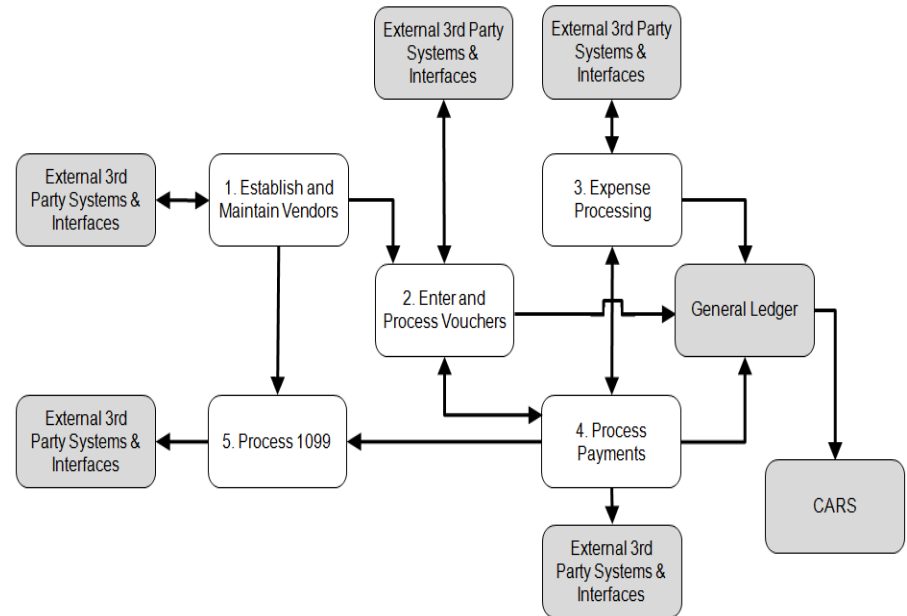 External 3rd Party
Systems &
Interfaces
External 3rd Party
Systems &
Interfaces
External 3rd
Party Systems &
Interfaces
1. Establish and
Maintain Vendors
3. Expense
Processing
2. Enter and
Process Vouchers
General Ledger
External 3rd
Party Systems &
Interfaces
5. Process 1099
4. Process
Payments
CARS
External 3rd
Party Systems &
Interfaces